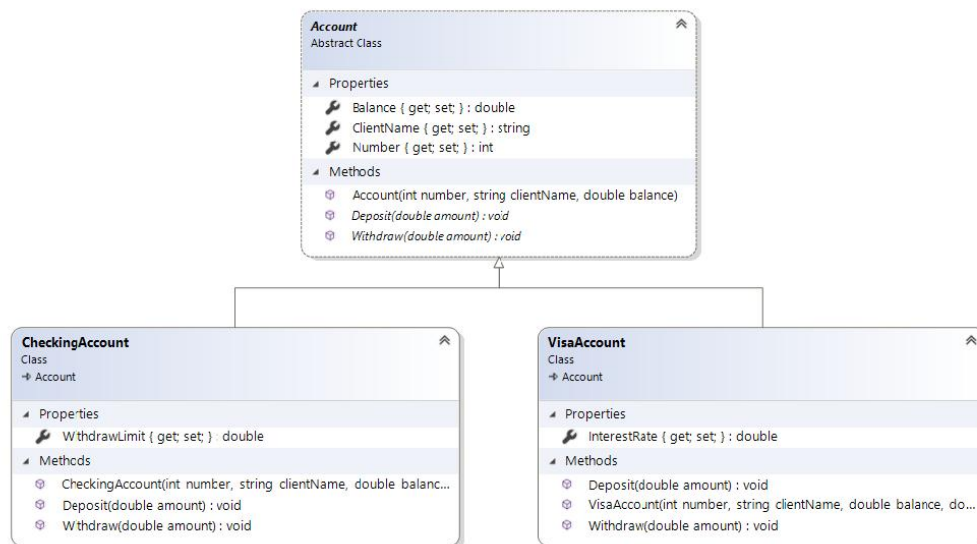 Account
Abstract Class
Properties
Balance { get; set; } : double
ClientName { get; set; } : string
Number { get; set; } : int
Methods
Account(int number, string clientName, double balance)
Deposit(double amount) : void
Withdraw(double amount) : void
CheckingAccount
Class
Account
Properties
WithdrawLimit { get; set; } : double
Methods
CheckingAccount(int number, string clientName, double balanc...
Deposit(double amount) : void
Withdraw(double amount) : void
VisaAccount
Class
Account
Properties
InterestRate { get; set; } : double
Methods
Deposit(double amount) : void
VisaAccount(int number, string clientName, double balance, do...
Withdraw(double amount) : void